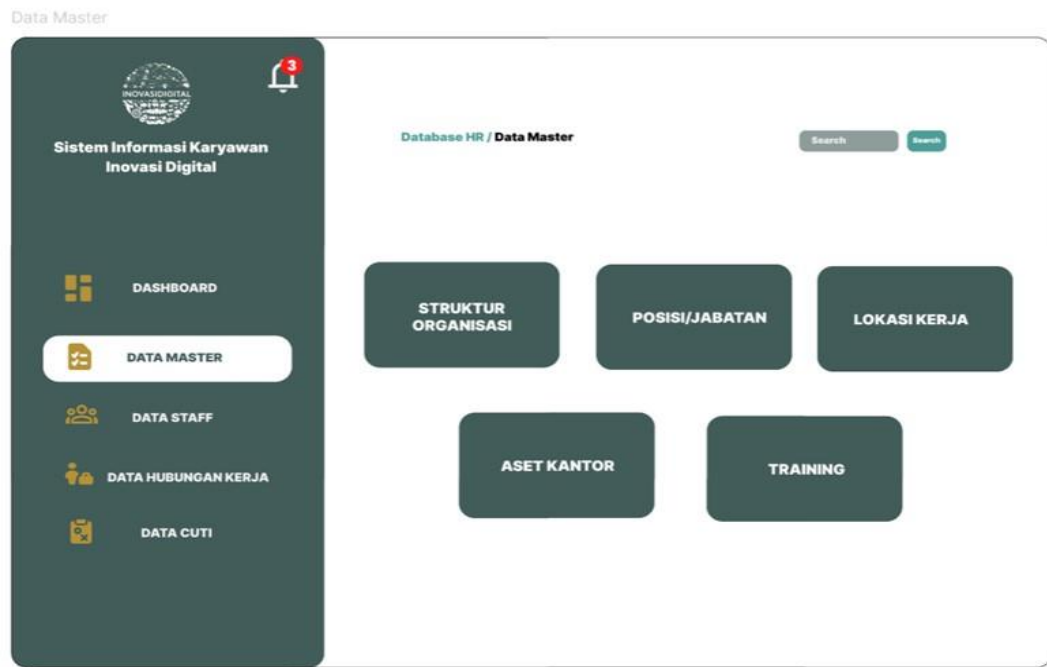 Data Master
3
INOVASIDIGITAL
Sistem Informasi Karyawan
Inovasi Digital
DASHBOARD
DATA MASTER
DATA STAFF
DATA HUBUNGAN KERJA
DATA CUTI
Database HR / Data Master
Search
Search
STRUKTUR
ORGANISASI
POSISI/JABATAN
LOKASI KERJA
ASET KANTOR
TRAINING